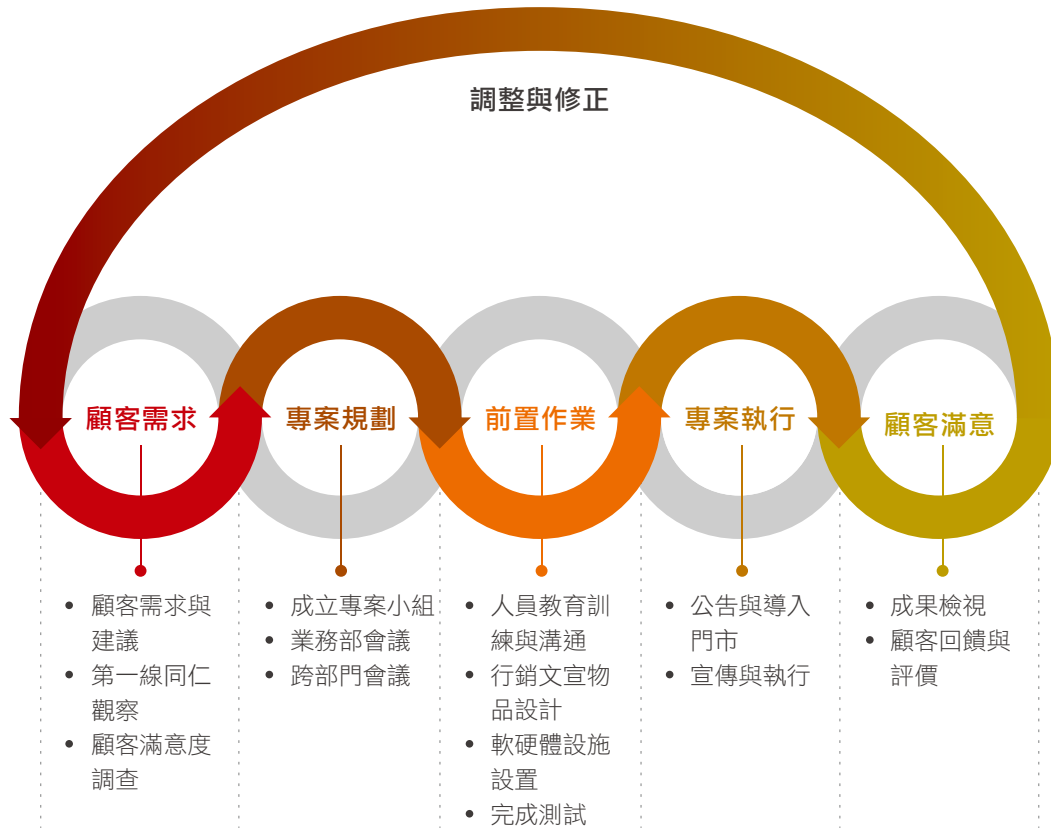 調整與修正
顧客需求
專案規劃
前置作業
專案執行
顧客滿意
• 顧客需求與
建議
• 第一線同仁
觀察
• 顧客滿意度
調查
• 成立專案小組
• 業務部會議
• 跨部門會議
• 人員教育訓
練與溝通
• 行銷文宣物
品設計
• 軟硬體設施
設置
• 完成測試
• 公告與導入
門市
• 宣傳與執行
• 成果檢視
• 顧客回饋與
評價